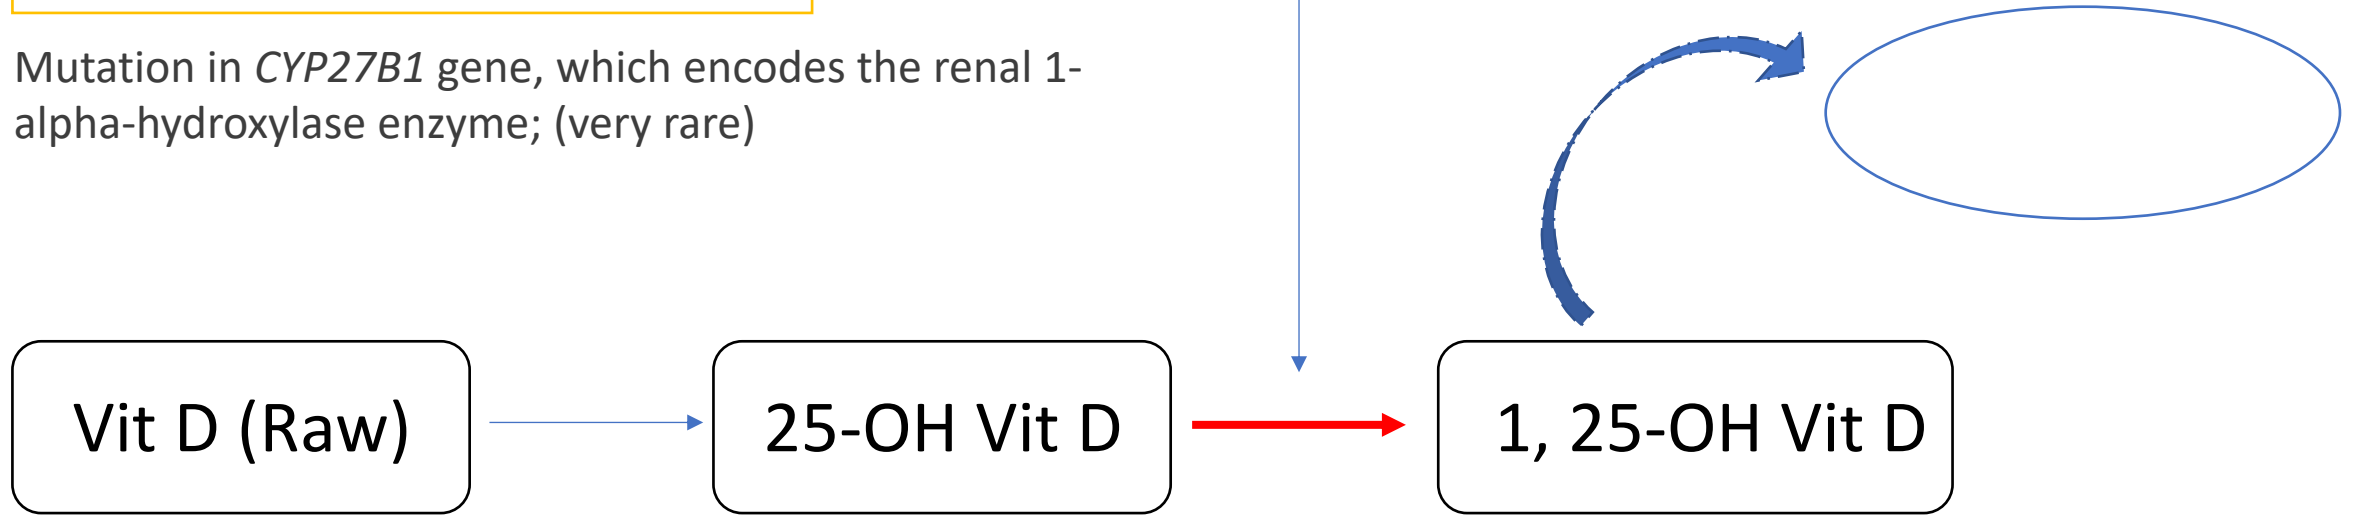 Mutation in CYP27B1 gene, which encodes the renal 1-
alpha-hydroxylase enzyme; (very rare)
Vit D (Raw)
25-OH Vit D
1, 25-OH Vit D